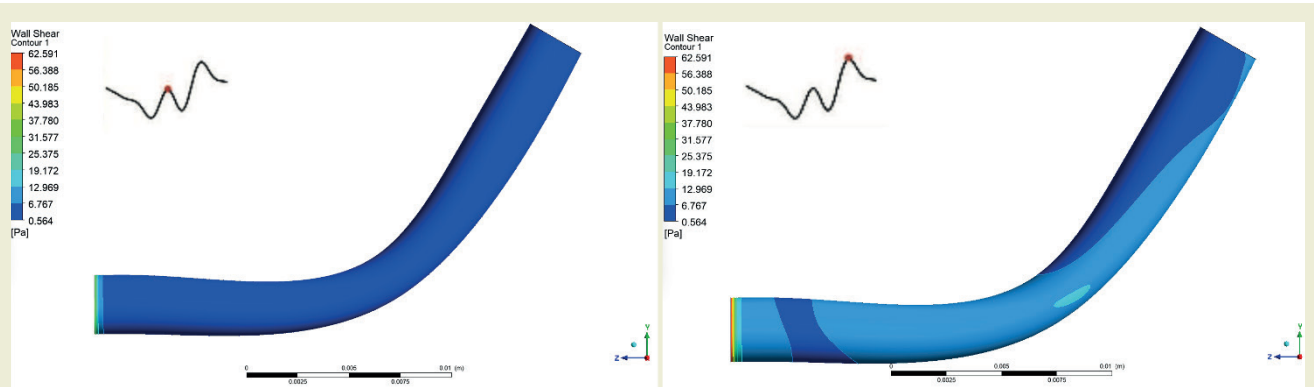 Wall Shear
Contour 1
62.591
56.388
50.185
43.983
37.780
31.577
25.375
19.172
12.969
6.767
0.564
[Pa]
0 0.005 0.01 (m)
0.0025 0.0075
Y
Z
Wall Shear
Contour 1
62.591
56.388
50.185
43.983
37.780
31.577
25.375
19.172
12.969
6.767
0.564
[Pa]
0 0.005 0.01 (m)
0.0025 0.0075
Y
Z